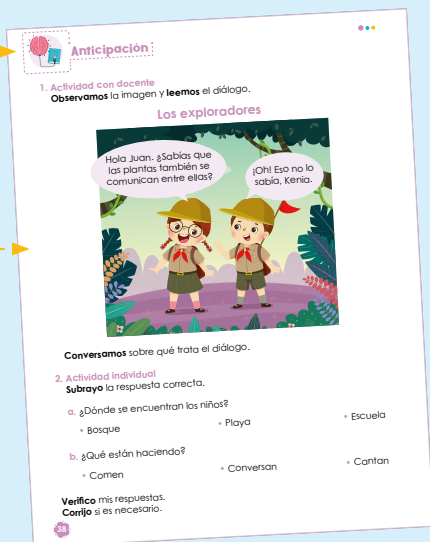 Anticipación
1. Actividad con docente
Observamos la imagen y leemos el diálogo.
Los exploradores
Hola Juan. ¿Sabías que
las plantas también se
comunican entre ellas?
¡Oh! Eso no lo
sabía, Kenia.
Conversamos sobre qué trata el diálogo.
2. Actividad individual
Subrayo la respuesta correcta.
a. ¿Dónde se encuentran los niños?
• Bosque • Playa • Escuela
b. ¿Qué están haciendo?
• Comen • Conversan • Cantan
Verifico mis respuestas.
Corrijo si es necesario.
38